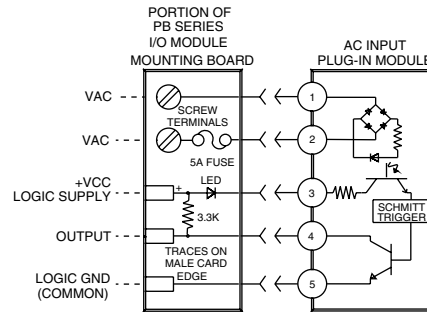 PORTION OF
PB SERIES
I/O MODULE
MOUNTING BOARD
AC INPUT
PLUG-IN MODULE
VAC
SCREW
TERMINALS
1
VAC
5A FUSE
2
+VCC
LOGIC SUPPLY
+
LED
3
3.3K
SCHMITT
TRIGGER
OUTPUT
4
TRACES ON
MALE CARD
EDGE
LOGIC GND
(COMMON)
5